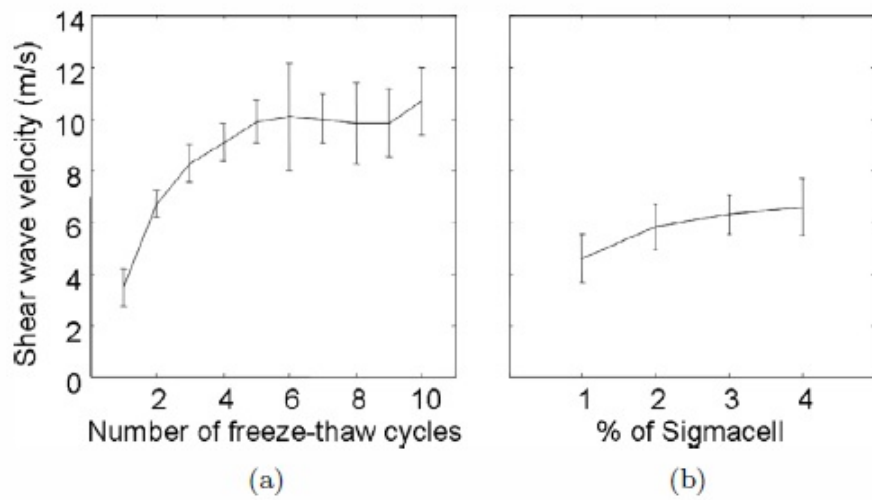 Shear wave velocity (m/s)
14
12
10
8
6
4
2
0
2 4 6 8 10
Number of freeze-thaw cycles
(a)
1 2 3 4
% of Sigmacell
(b)